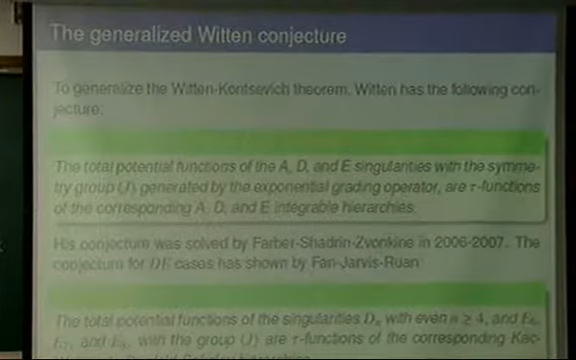 The generalized Witten conjecture
To generalize the Witten-Kontsevich theorem, Witten has the following con-
jecture:
The total potential functions of the A, D, and E singularities with the symme-
try group ⟨J⟩ generated by the exponential grading operator, are τ-functions
of the corresponding A, D, and E integrable hierarchies.
His conjecture was solved by Farber-Shadrin-Zvonkine in 2006-2007. The
conjecture for DE cases has shown by Fan-Jarvis-Ruan
The total potential functions of the singularities Dₙ with even n ≥ 4, and E₆,
E₇, and E₈, with the group ⟨J⟩ are τ-functions of the corresponding Kac-